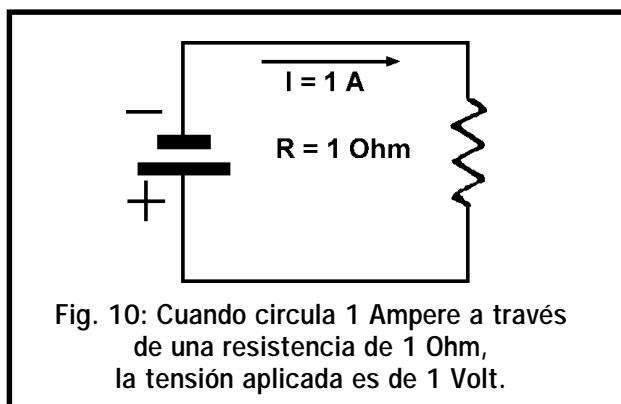 I = 1 A
−
R = 1 Ohm
+
Fig. 10: Cuando circula 1 Ampere a través
de una resistencia de 1 Ohm,
la tensión aplicada es de 1 Volt.